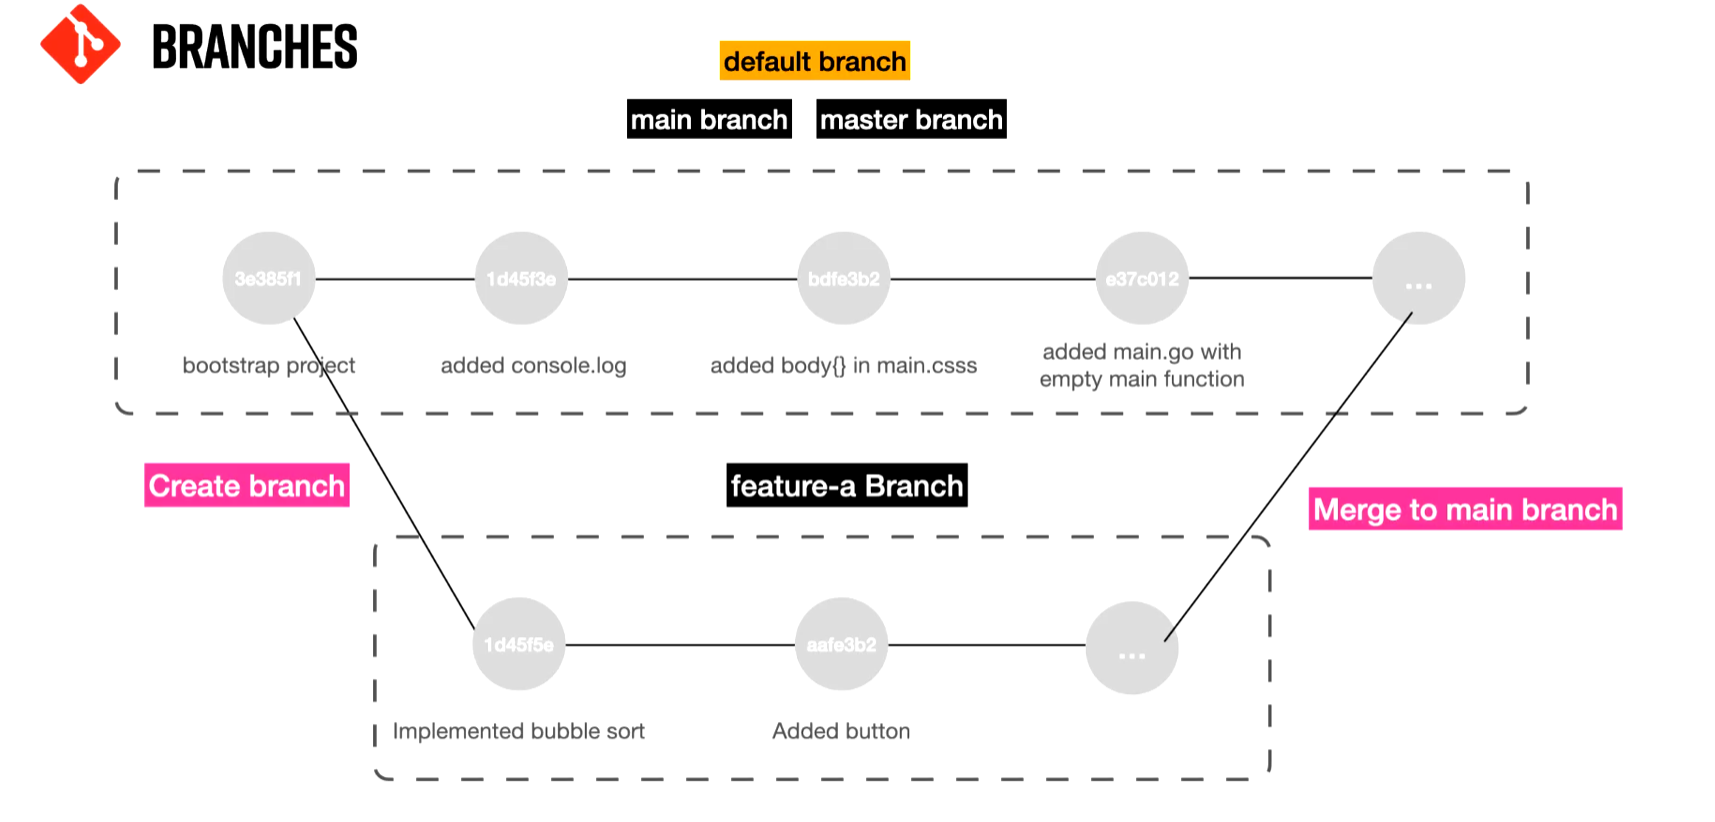 BRANCHES
default branch
main branch
master branch
3e385f1
1d45f3e
bdfe3b2
e37c012
...
bootstrap project
added console.log
added body{} in main.csss
added main.go with
empty main function
Create branch
feature-a Branch
Merge to main branch
1d45f5e
aafe3b2
...
Implemented bubble sort
Added button